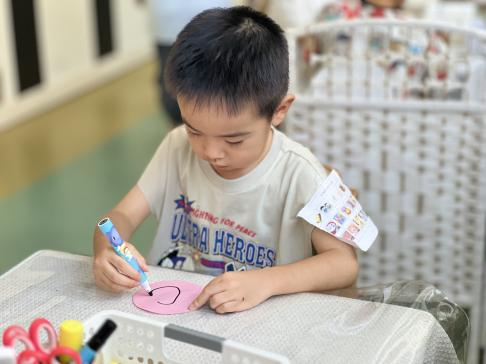 FIGHTING FOR PEACE
ULTRA HEROES